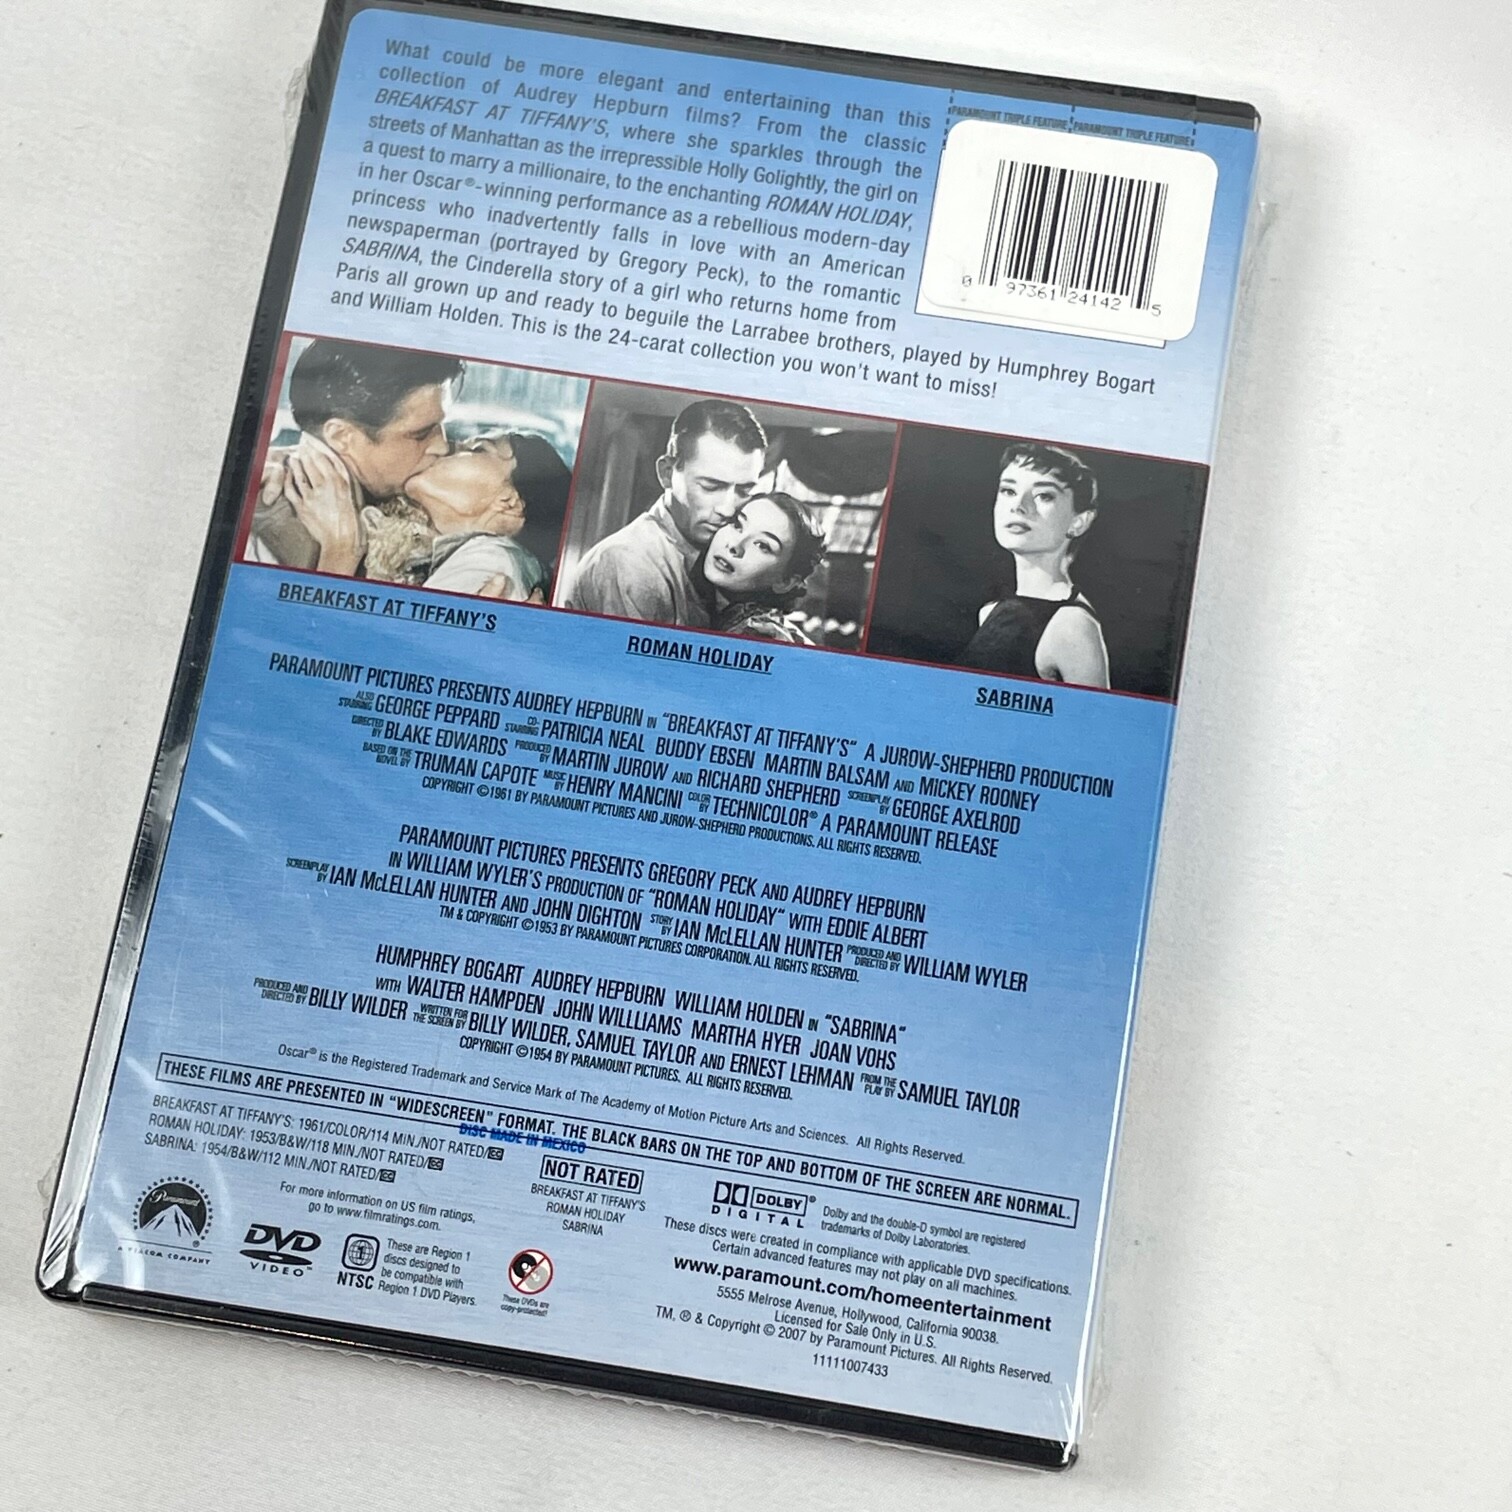 What could be more elegant and entertaining than this
collection of Audrey Hepburn films? From the classic
BREAKFAST AT TIFFANY'S, where she sparkles through the
streets of Manhattan as the irrepressible Holly Golightly, the girl on
a quest to marry a millionaire, to the enchanting ROMAN HOLIDAY,
in her Oscar®-winning performance as a rebellious modern-day
princess who inadvertently falls in love with an American
newspaperman (portrayed by Gregory Peck), to the romantic
SABRINA, the Cinderella story of a girl who returns home from
Paris all grown up and ready to beguile the Larrabee brothers, played by Humphrey Bogart
and William Holden. This is the 24-carat collection you won't want to miss!
PARAMOUNT TRIPLE FEATURE PARAMOUNT TRIPLE FEATURE
0 97361 24142 5
BREAKFAST AT TIFFANY'S
ROMAN HOLIDAY
SABRINA
PARAMOUNT PICTURES PRESENTS AUDREY HEPBURN IN "BREAKFAST AT TIFFANY'S" A JUROW-SHEPHERD PRODUCTION
ALSO STARRING GEORGE PEPPARD CO-STARRING PATRICIA NEAL BUDDY EBSEN MARTIN BALSAM AND MICKEY ROONEY
DIRECTED BY BLAKE EDWARDS PRODUCED BY MARTIN JUROW AND RICHARD SHEPHERD SCREENPLAY BY GEORGE AXELROD
BASED ON THE NOVEL BY TRUMAN CAPOTE MUSIC BY HENRY MANCINI COLOR BY TECHNICOLOR® A PARAMOUNT RELEASE
COPYRIGHT ©1961 BY PARAMOUNT PICTURES AND JUROW-SHEPHERD PRODUCTIONS. ALL RIGHTS RESERVED.
PARAMOUNT PICTURES PRESENTS GREGORY PECK AND AUDREY HEPBURN
IN WILLIAM WYLER'S PRODUCTION OF "ROMAN HOLIDAY" WITH EDDIE ALBERT
SCREENPLAY BY IAN McLELLAN HUNTER AND JOHN DIGHTON STORY BY IAN McLELLAN HUNTER PRODUCED AND DIRECTED BY WILLIAM WYLER
TM & COPYRIGHT ©1953 BY PARAMOUNT PICTURES CORPORATION. ALL RIGHTS RESERVED.
HUMPHREY BOGART AUDREY HEPBURN WILLIAM HOLDEN IN "SABRINA"
WITH WALTER HAMPDEN JOHN WILLLIAMS MARTHA HYER JOAN VOHS
PRODUCED AND DIRECTED BY BILLY WILDER WRITTEN FOR THE SCREEN BY BILLY WILDER, SAMUEL TAYLOR AND ERNEST LEHMAN FROM THE PLAY BY SAMUEL TAYLOR
COPYRIGHT ©1954 BY PARAMOUNT PICTURES. ALL RIGHTS RESERVED.
Oscar® is the Registered Trademark and Service Mark of The Academy of Motion Picture Arts and Sciences. All Rights Reserved.
THESE FILMS ARE PRESENTED IN "WIDESCREEN" FORMAT. THE BLACK BARS ON THE TOP AND BOTTOM OF THE SCREEN ARE NORMAL.
BREAKFAST AT TIFFANY'S: 1961/COLOR/114 MIN./NOT RATED/CC
ROMAN HOLIDAY: 1953/B&W/118 MIN./NOT RATED/CC
SABRINA: 1954/B&W/112 MIN./NOT RATED/CC
DISC MADE IN MEXICO
Paramount
A VIACOM COMPANY
For more information on US film ratings,
go to www.filmratings.com.
DVD
VIDEO™
1
NTSC
These are Region 1
discs designed to
be compatible with
Region 1 DVD Players.
NOT RATED
BREAKFAST AT TIFFANY'S
ROMAN HOLIDAY
SABRINA
These DVDs are
copy-protected!
DOLBY®
DIGITAL
Dolby and the double-D symbol are registered
trademarks of Dolby Laboratories.
These discs were created in compliance with applicable DVD specifications.
Certain advanced features may not play on all machines.
www.paramount.com/homeentertainment
5555 Melrose Avenue, Hollywood, California 90038.
Licensed for Sale Only in U.S.
TM, ® & Copyright © 2007 by Paramount Pictures. All Rights Reserved.
11111007433